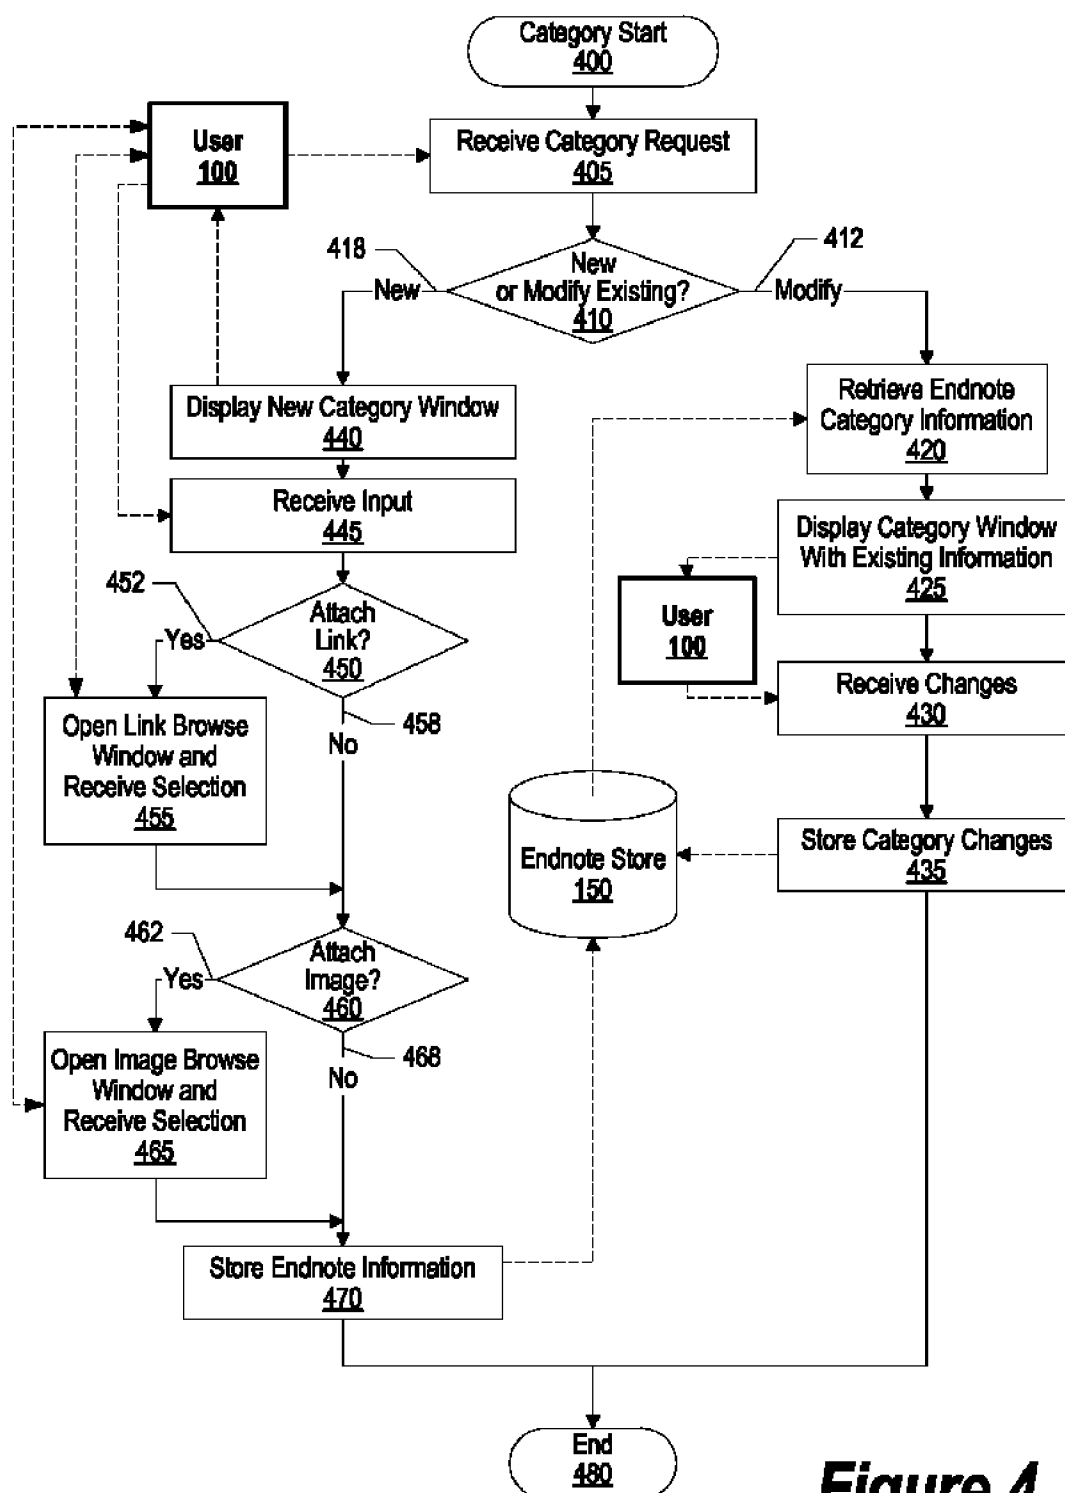 Category Start
400
User
100
Receive Category Request
405
418
412
New
or Modify Existing?
410
New
Modify
Display New Category Window
440
Retrieve Endnote
Category Information
420
Receive Input
445
Display Category Window
With Existing Information
425
452
Attach
Link?
450
Yes
User
100
Receive Changes
430
458
No
Open Link Browse
Window and
Receive Selection
455
Endnote Store
150
Store Category Changes
435
462
Attach
Image?
460
Yes
468
No
Open Image Browse
Window and
Receive Selection
465
Store Endnote Information
470
End
480
Figure 4